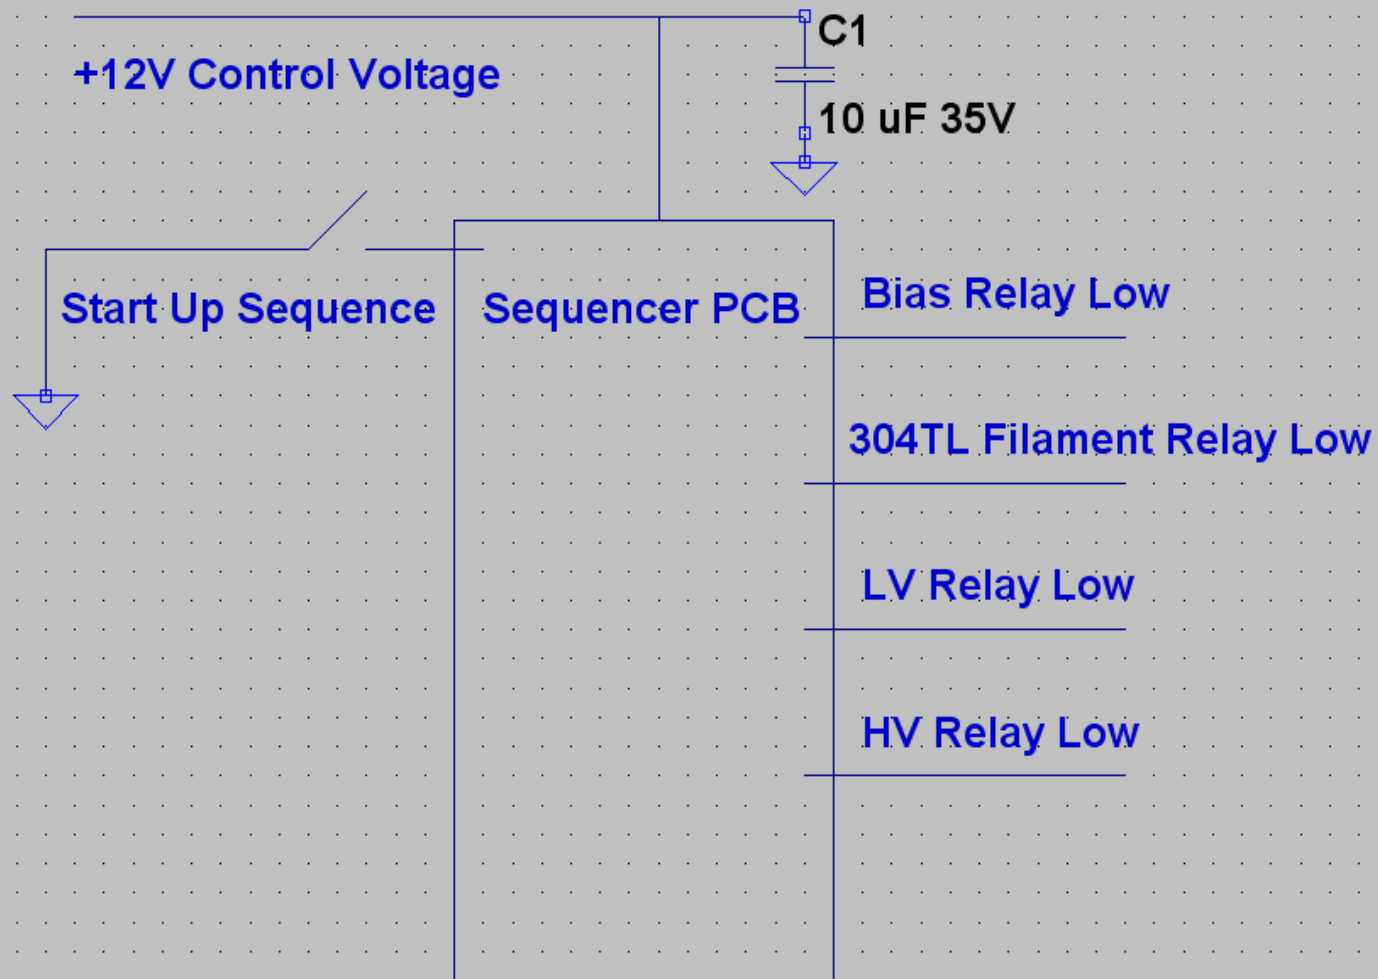 C1
+12V Control Voltage
10 uF 35V
Start Up Sequence
Sequencer PCB
Bias Relay Low
304TL Filament Relay Low
LV Relay Low
HV Relay Low